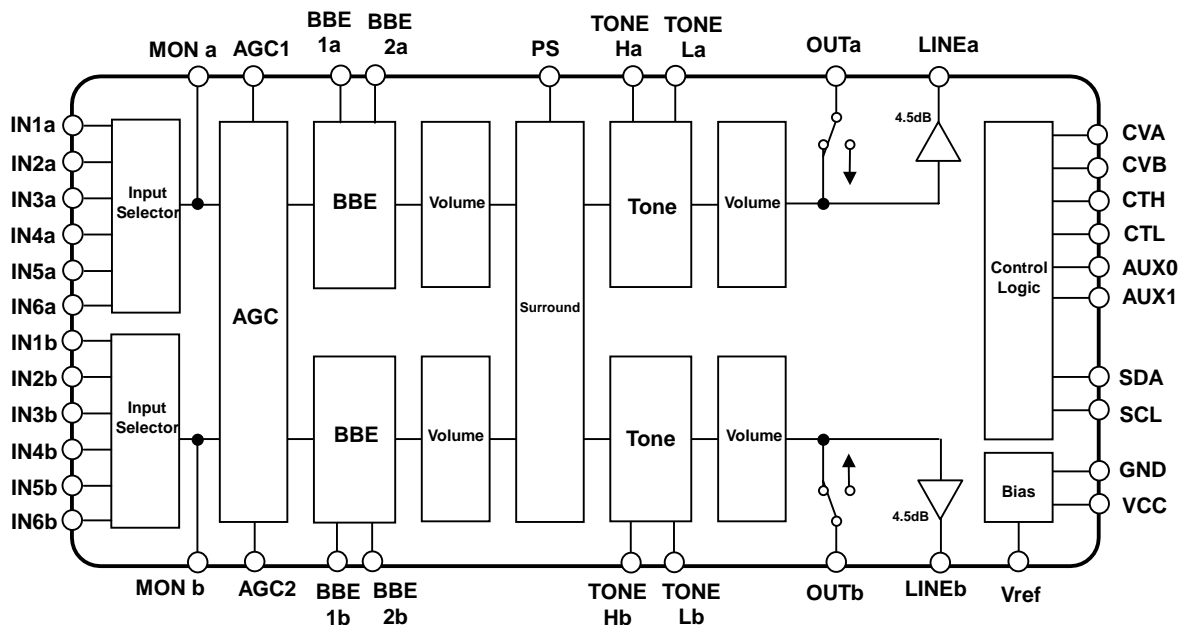 MON a
AGC1
BBE
1a
BBE
2a
PS
TONE
Ha
TONE
La
OUTa
LINEa
IN1a
IN2a
IN3a
IN4a
IN5a
IN6a
IN1b
IN2b
IN3b
IN4b
IN5b
IN6b
Input
Selector
Input
Selector
AGC
BBE
BBE
Volume
Volume
Surround
Tone
Tone
Volume
Volume
4.5dB
4.5dB
Control
Logic
Bias
CVA
CVB
CTH
CTL
AUX0
AUX1
SDA
SCL
GND
VCC
MON b
AGC2
BBE
1b
BBE
2b
TONE
Hb
TONE
Lb
OUTb
LINEb
Vref